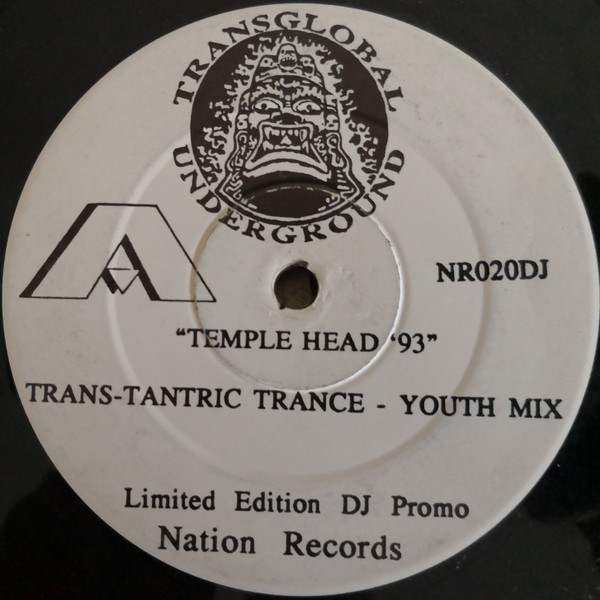 TRANSGLOBAL
UNDERGROUND
A
NR020DJ
“TEMPLE HEAD ‘93”
TRANS-TANTRIC TRANCE - YOUTH MIX
Limited Edition DJ Promo
Nation Records